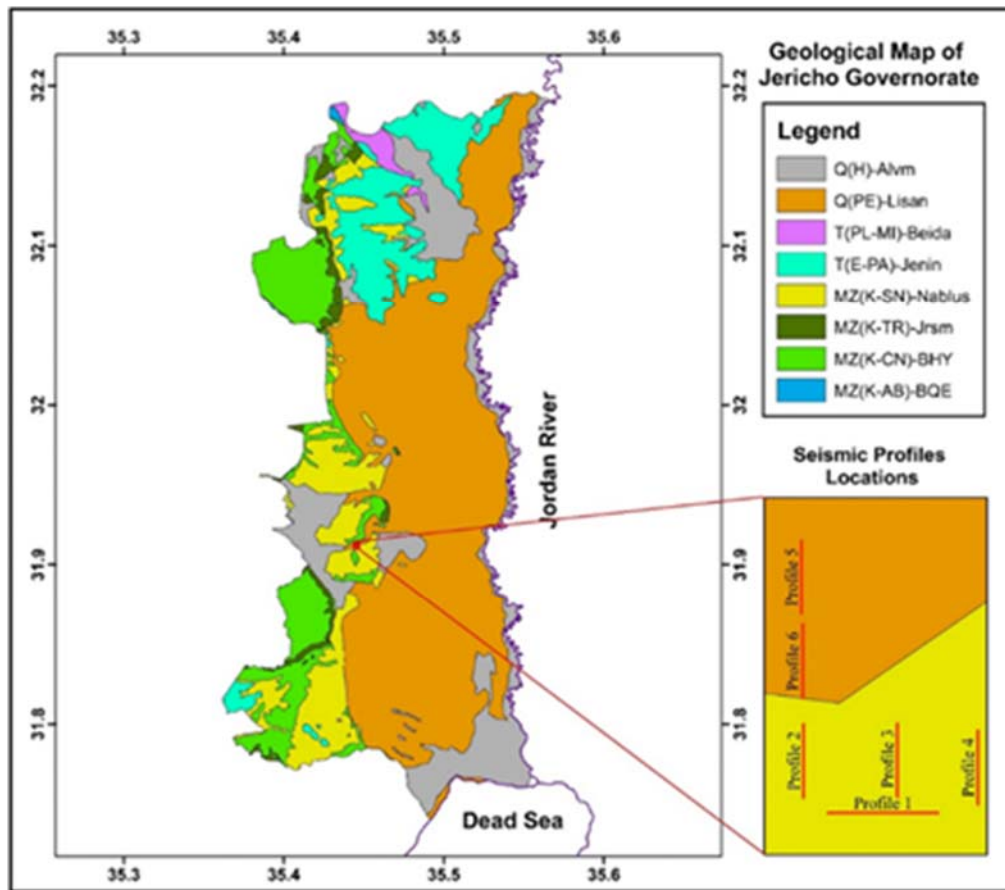 35.3 35.4 35.5 35.6
32.2
32.1
32
31.9
31.8
32.2
32.1
32
31.9
31.8
35.3 35.4 35.5 35.6
Jordan River
Dead Sea
Geological Map of
Jericho Governorate
Legend
Q(H)-Alvm
Q(PE)-Lisan
T(PL-MI)-Beida
T(E-PA)-Jenin
MZ(K-SN)-Nablus
MZ(K-TR)-Jrsm
MZ(K-CN)-BHY
MZ(K-AB)-BQE
Seismic Profiles
Locations
Profile 5
Profile 6
Profile 2
Profile 3
Profile 4
Profile 1